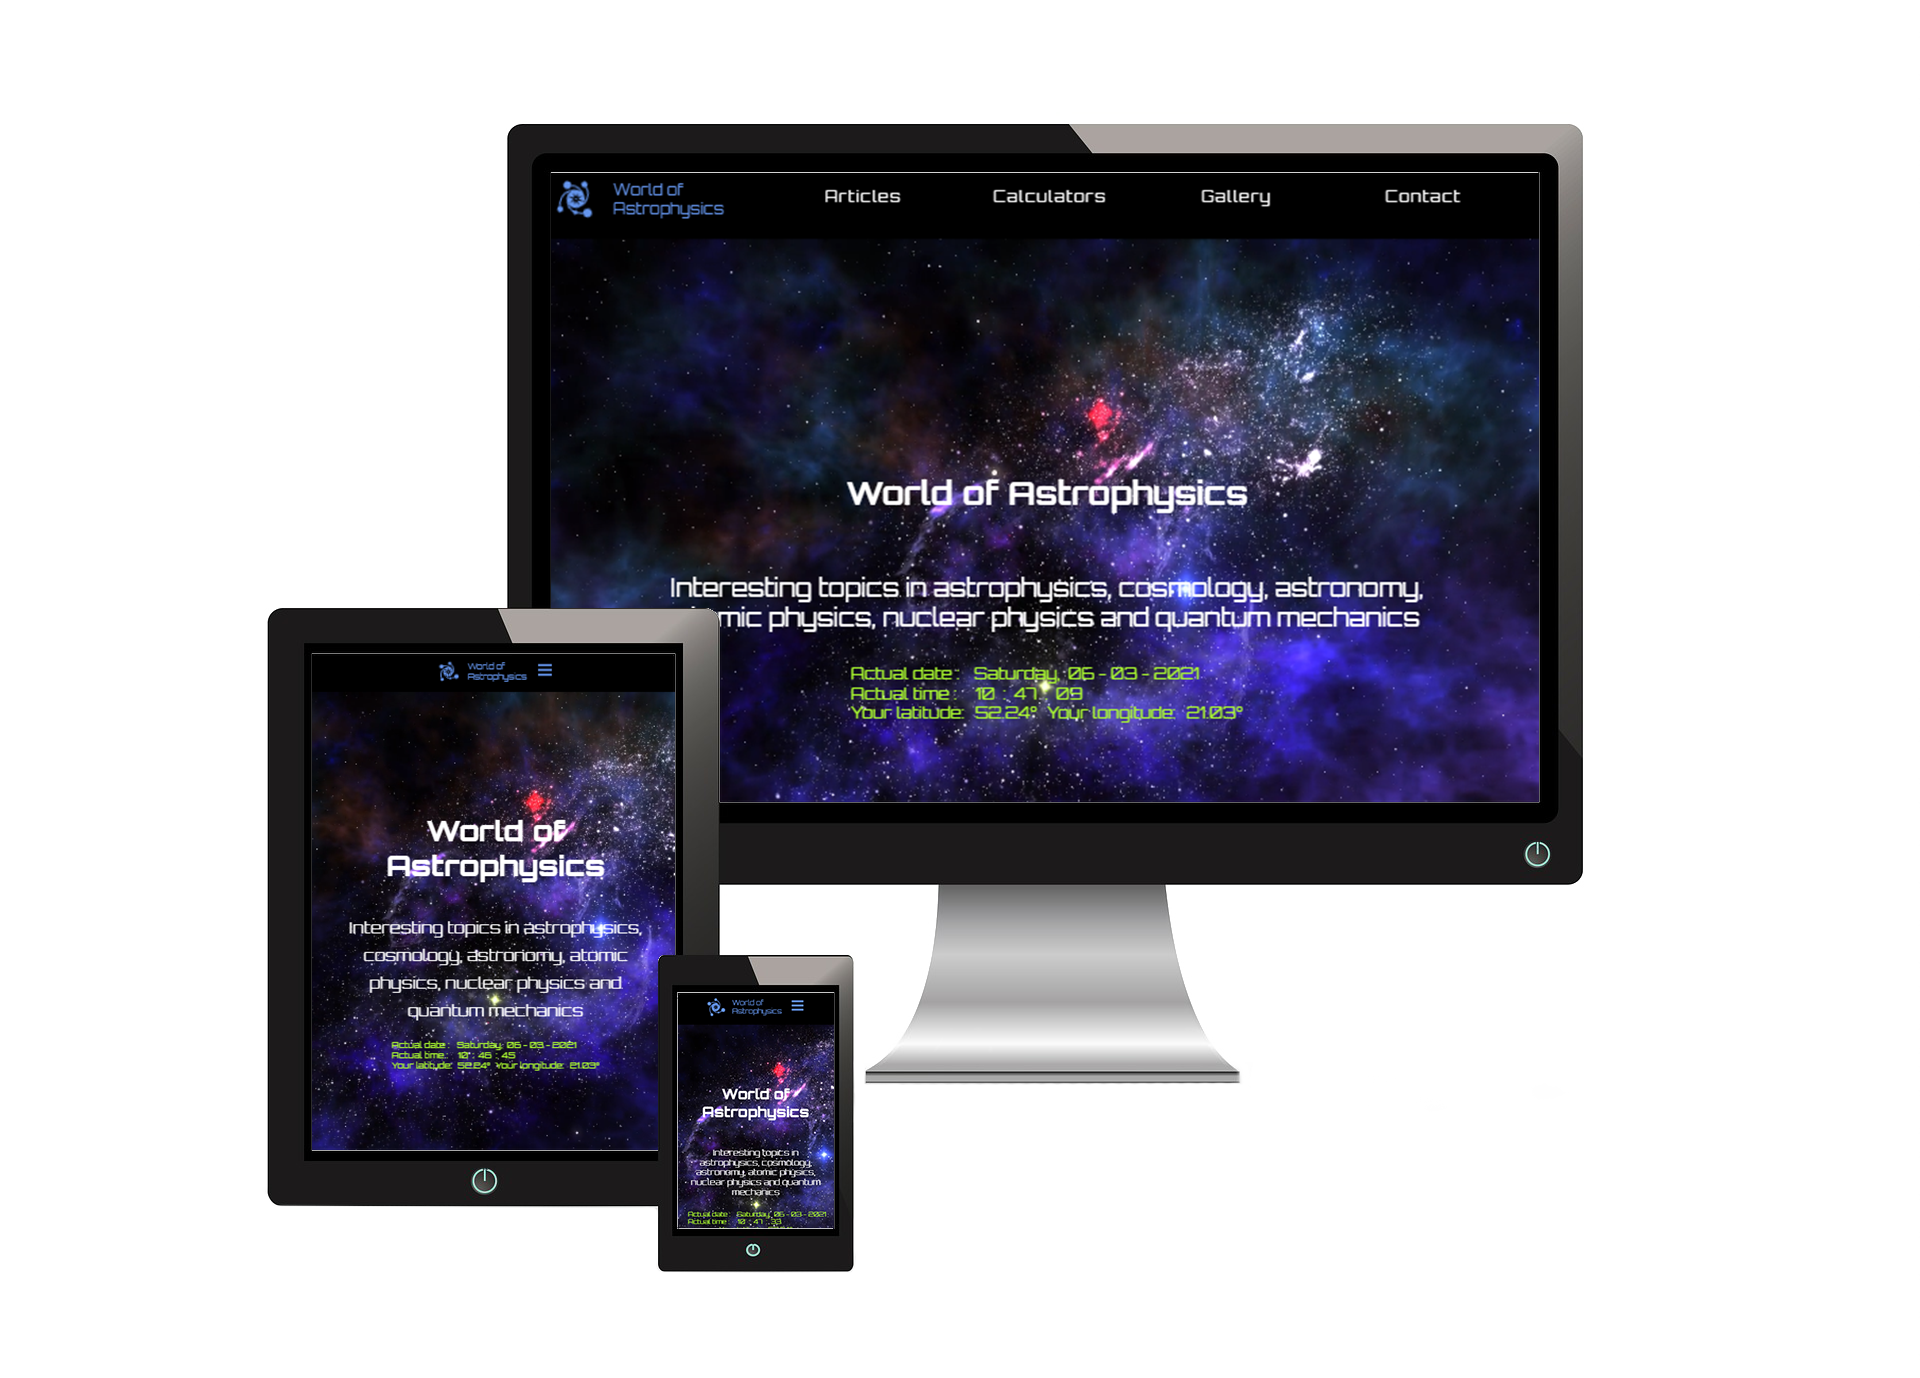 World of
Astrophysics
Articles
Calculators
Gallery
Contact
World of Astrophysics
Interesting topics in astrophysics, cosmology, astronomy,
mic physics, nuclear physics and quantum mechanics
Actual date : Saturday, 06 - 03 - 2021
Actual time : 10 : 47 : 09
Your latitude: 52.24° Your longitude: 21.03°
World of
Astrophysics
World of
Astrophysics
Interesting topics in astrophysics,
cosmology, astronomy, atomic
physics, nuclear physics and
quantum mechanics
Actual date : Saturday, 06 - 03 - 2021
Actual time : 10 : 46 : 45
Your latitude: 52.24° Your longitude: 21.03°
World of
Astrophysics
World of
Astrophysics
Interesting topics in
astrophysics, cosmology,
astronomy, atomic physics,
nuclear physics and quantum
mechanics
Actual date : Saturday, 06 - 03 - 2021
Actual time : 10 : 47 : 33